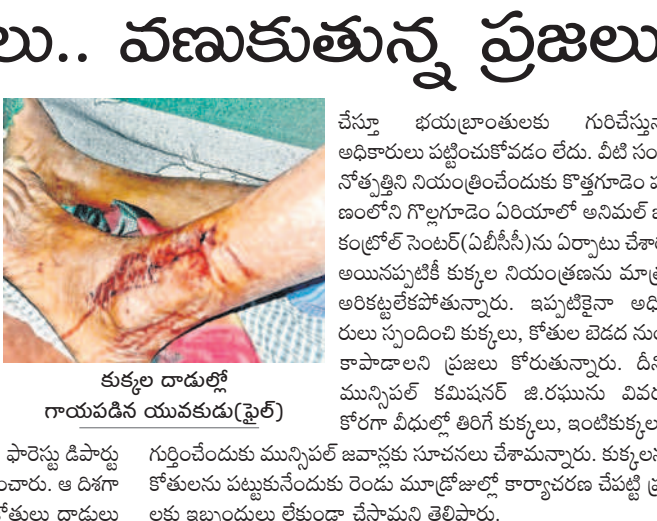 లు.. వణుకుతున్న ప్రజలు
కుక్కల దాడుల్లో
గాయపడిన యువకుడు(ఫైల్)
ఫారెస్టు డిపార్టు
ంచారు. ఆ దిశగా
కోతులు దాడులు
చేస్తూ భయభ్రాంతులకు గురిచేస్తున
అధికారులు పట్టించుకోవడం లేదు. వీటి సం
నోత్పత్తిని నియంత్రించేందుకు కొత్తగూడెం ప
ణంలోని గొల్లగూడెం ఏరియాలో అనిమల్ బ
కంట్రోల్ సెంటర్(ఏబీసీసీ)ను ఏర్పాటు చేశా
అయినప్పటికీ కుక్కల నియంత్రణను మాత్ర
అరికట్టలేకపోతున్నారు. ఇప్పటికైనా అధి
రులు స్పందించి కుక్కలు, కోతుల బెడద నుం
కాపాడాలని ప్రజలు కోరుతున్నారు. దీని
మున్సిపల్ కమిషనర్ జి.రఘును వివర
కోరగా వీధుల్లో తిరిగే కుక్కలు, ఇంటికుక్కల
గుర్తించేందుకు మున్సిపల్ జవాన్లకు సూచనలు చేశామన్నారు. కుక్కలన
కోతులను పట్టుకునేందుకు రెండు మూడ్రోజుల్లో కార్యాచరణ చేపట్టి ప్ర
లకు ఇబ్బందులు లేకుండా చేస్తామని తెలిపారు.